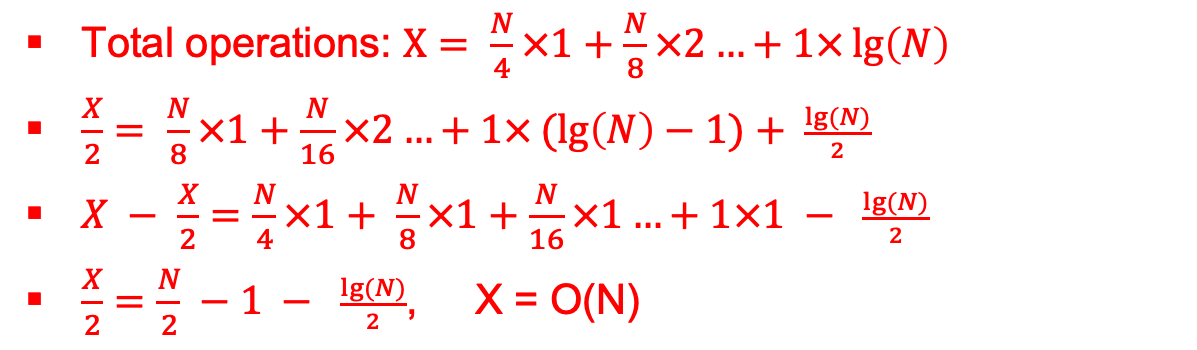 ▪ Total operations: X = N/4 ×1 + N/8 ×2 ...+ 1× lg(N)
▪ X/2 = N/8 ×1 + N/16 ×2 ...+ 1× (lg(N) − 1) + lg(N)/2
▪ X − X/2 = N/4 ×1 + N/8 ×1 + N/16 ×1 ...+ 1×1 − lg(N)/2
▪ X/2 = N/2 − 1 − lg(N)/2, X = O(N)